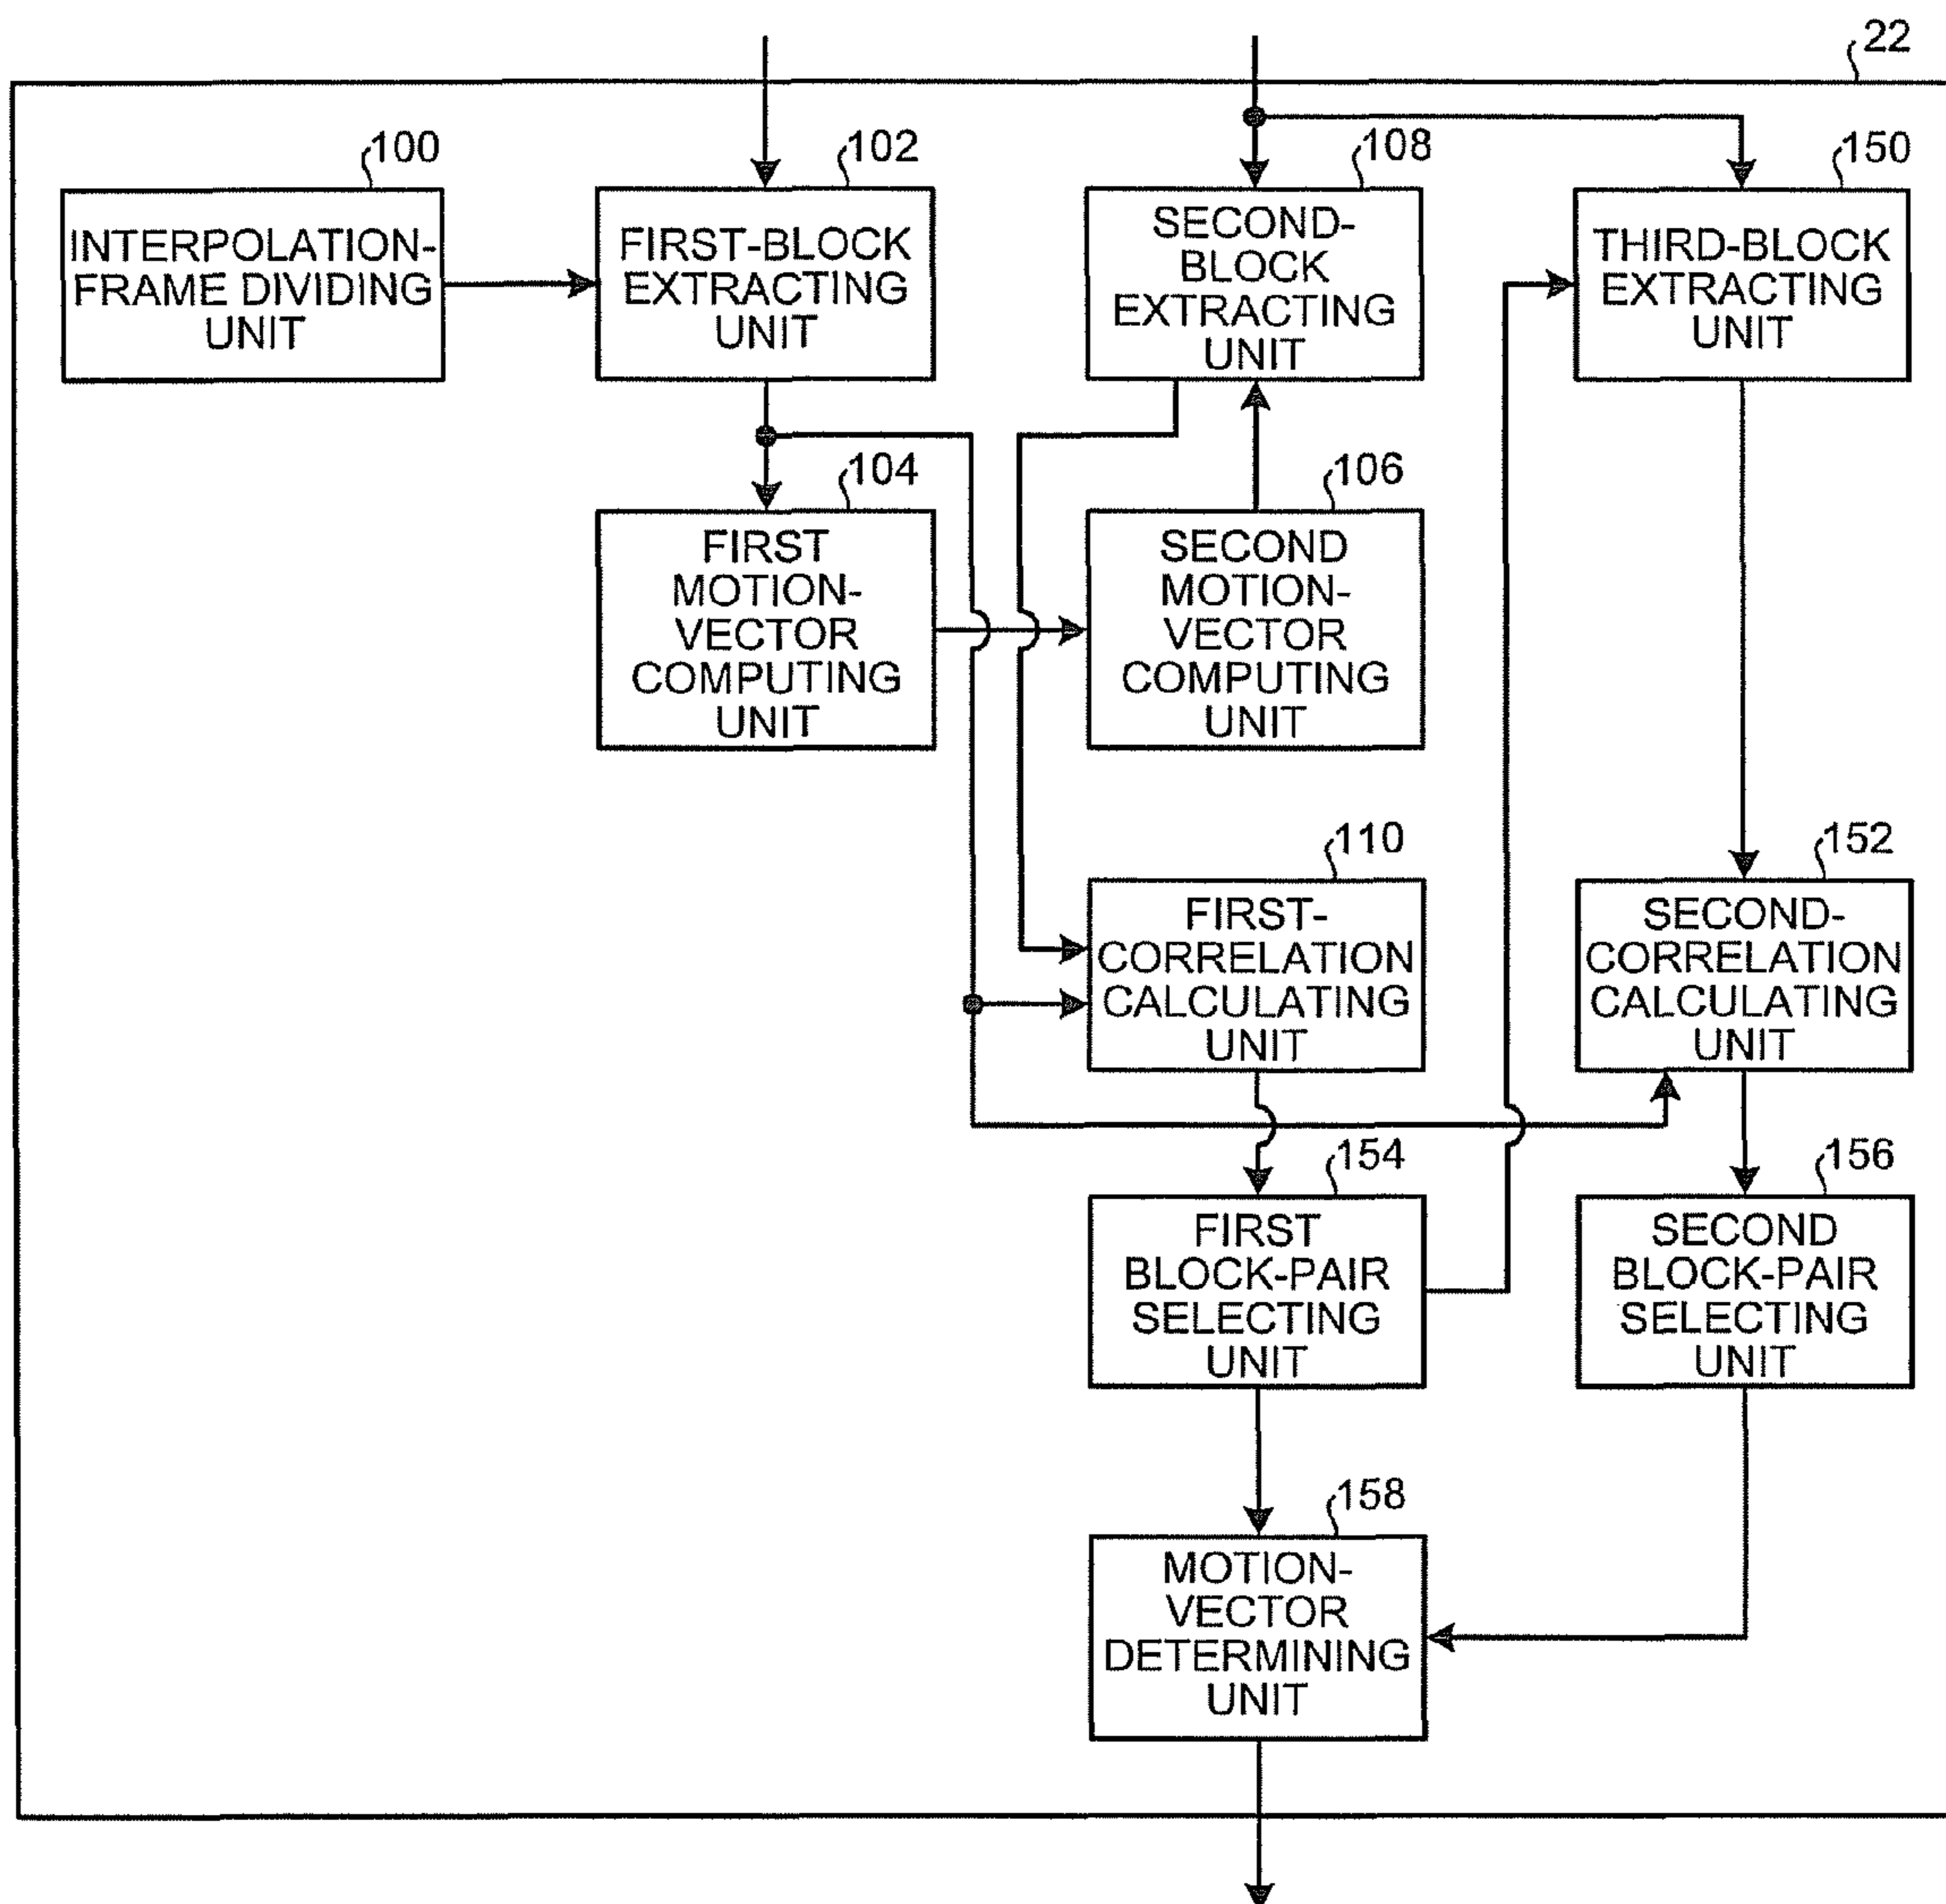 22
100
INTERPOLATION-
FRAME DIVIDING
UNIT
102
FIRST-BLOCK
EXTRACTING
UNIT
108
SECOND-
BLOCK
EXTRACTING
UNIT
150
THIRD-BLOCK
EXTRACTING
UNIT
104
FIRST
MOTION-
VECTOR
COMPUTING
UNIT
106
SECOND
MOTION-
VECTOR
COMPUTING
UNIT
110
FIRST-
CORRELATION
CALCULATING
UNIT
152
SECOND-
CORRELATION
CALCULATING
UNIT
154
FIRST
BLOCK-PAIR
SELECTING
UNIT
156
SECOND
BLOCK-PAIR
SELECTING
UNIT
158
MOTION-
VECTOR
DETERMINING
UNIT